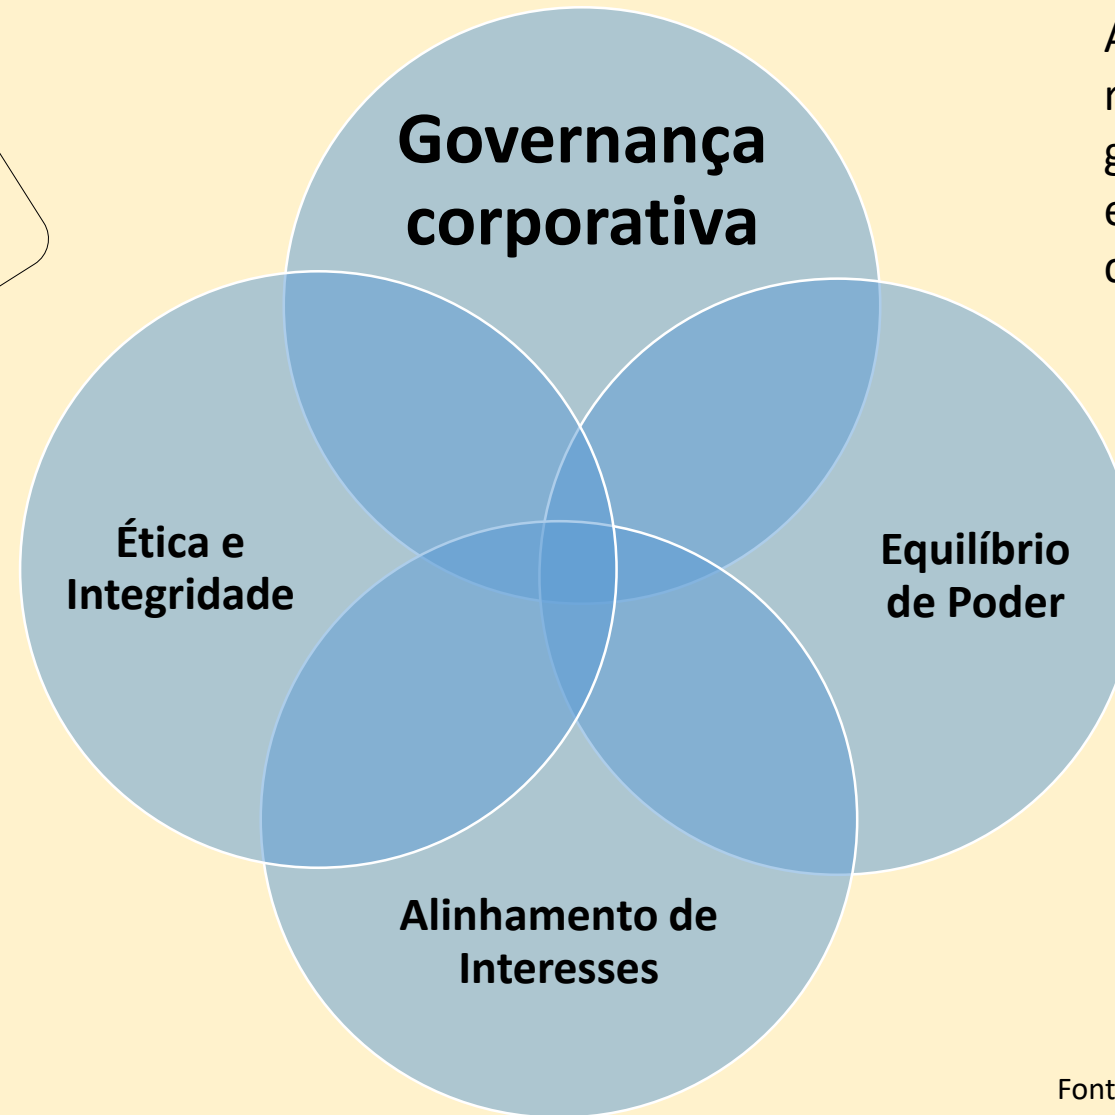 Governança
corporativa
Ética e
Integridade
Equilíbrio
de Poder
Alinhamento de
Interesses